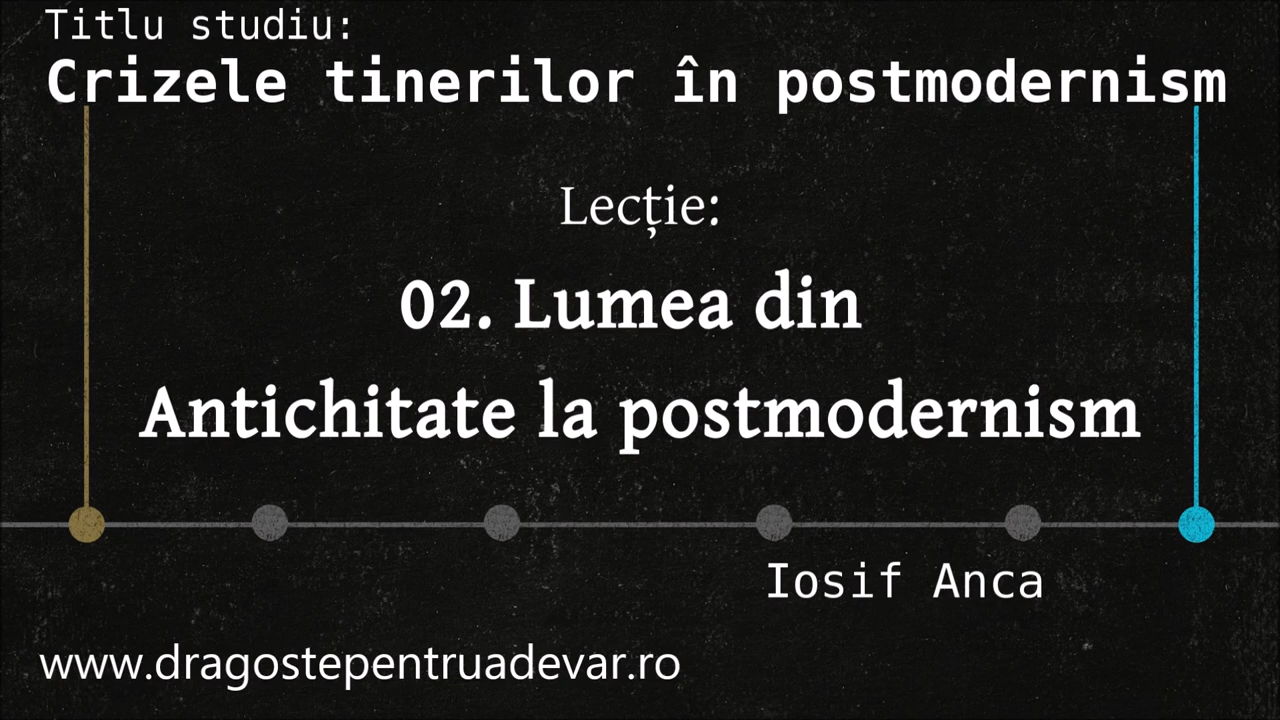 Titlu studiu:
Crizele tinerilor în postmodernism
Lecție:
02. Lumea din
Antichitate la postmodernism
Iosif Anca
www.dragostepentruadevar.ro